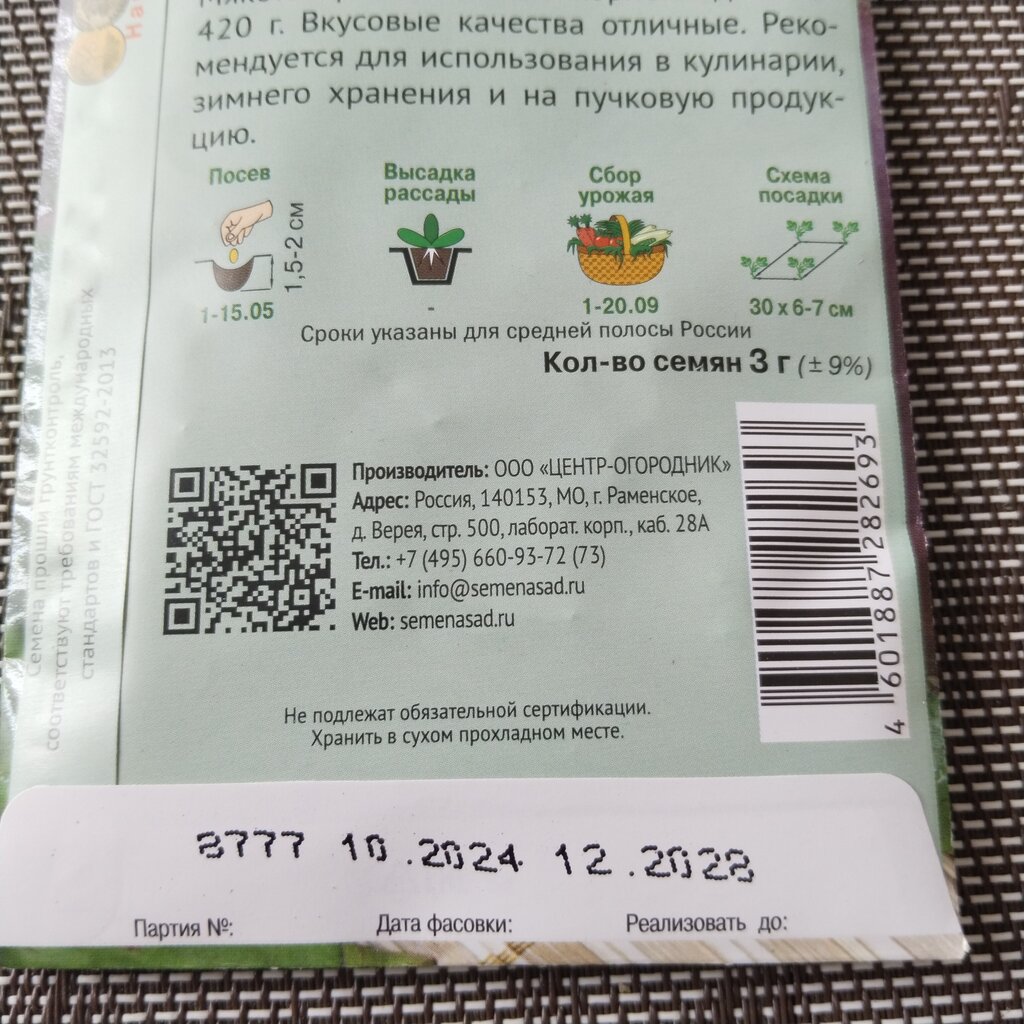 420 г. Вкусовые качества отличные. Реко-
мендуется для использования в кулинарии,
зимнего хранения и на пучковую продук-
цию.
Посев
1,5-2 см
1-15.05
Высадка
рассады
-
Сбор
урожая
1-20.09
Схема
посадки
30 х 6-7 см
Сроки указаны для средней полосы России
Кол-во семян 3 г (± 9%)
Семена прошли грунтконтроль,
соответствуют требованиям международных
стандартов и ГОСТ 32592-2013
Производитель: ООО «ЦЕНТР-ОГОРОДНИК»
Адрес: Россия, 140153, МО, г. Раменское,
д. Верея, стр. 500, лаборат. корп., каб. 28А
Тел.: +7 (495) 660-93-72 (73)
E-mail: info@semenasad.ru
Web: semenasad.ru
4 601887 282693
Не подлежат обязательной сертификации.
Хранить в сухом прохладном месте.
8777 10.2024 12.2028
Партия №: Дата фасовки: Реализовать до: